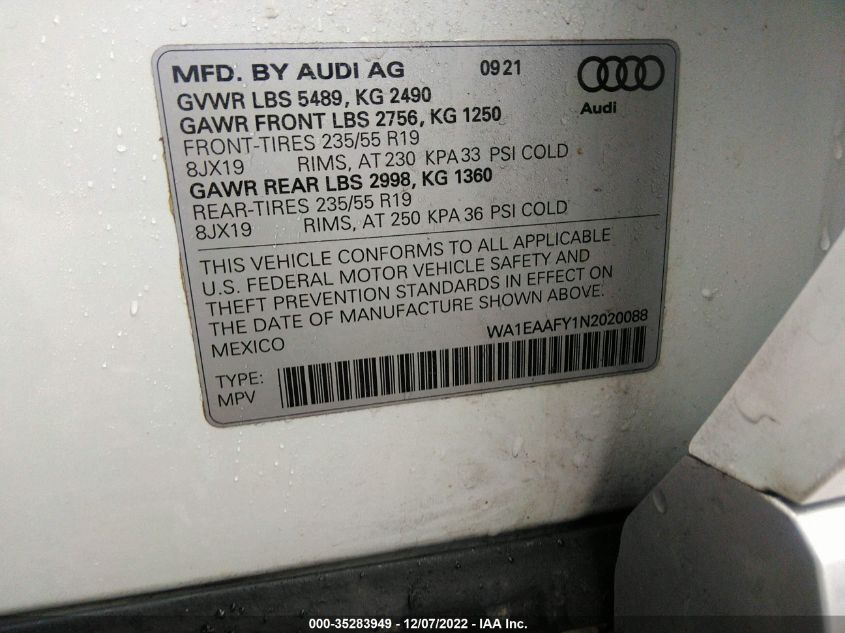 MFD. BY AUDI AG 09 21
Audi
GVWR LBS 5489, KG 2490
GAWR FRONT LBS 2756, KG 1250
FRONT-TIRES 235/55 R19
8JX19 RIMS, AT 230 KPA 33 PSI COLD
GAWR REAR LBS 2998, KG 1360
REAR-TIRES 235/55 R19
8JX19 RIMS, AT 250 KPA 36 PSI COLD
THIS VEHICLE CONFORMS TO ALL APPLICABLE
U.S. FEDERAL MOTOR VEHICLE SAFETY AND
THEFT PREVENTION STANDARDS IN EFFECT ON
THE DATE OF MANUFACTURE SHOWN ABOVE.
MEXICO WA1EAAFY1N2020088
TYPE:
MPV
000-35283949 - 12/07/2022 - IAA Inc.